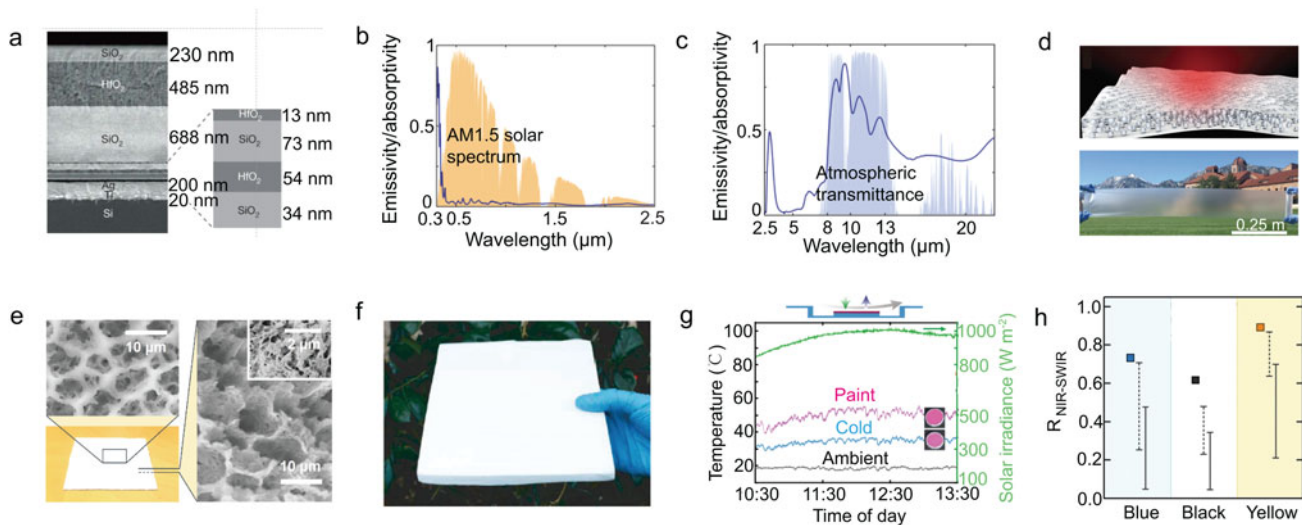 a
SiO2
230 nm
HfO2
485 nm
SiO2
688 nm
Ag
200 nm
Ti
20 nm
Si
HfO2
13 nm
SiO2
73 nm
HfO2
54 nm
SiO2
34 nm
b
Emissivity/absorptivity
1
0.5
0
AM1.5 solar
spectrum
0.3 0.5 1.5 2.5
Wavelength (μm)
c
Emissivity/absorptivity
1
0.5
0
Atmospheric
transmittance
2.5 5 8 10 13 20
Wavelength (μm)
d
0.25 m
e
10 μm
2 μm
10 μm
f
g
Temperature (℃)
100
80
60
40
20
Paint
Cold
Ambient
Solar irradiance (W m-2)
1000
800
500
300
100
10:30 11:30 12:30 13:30
Time of day
h
RNIR-SWIR
1.0
0.8
0.6
0.4
0.2
0.0
Blue Black Yellow